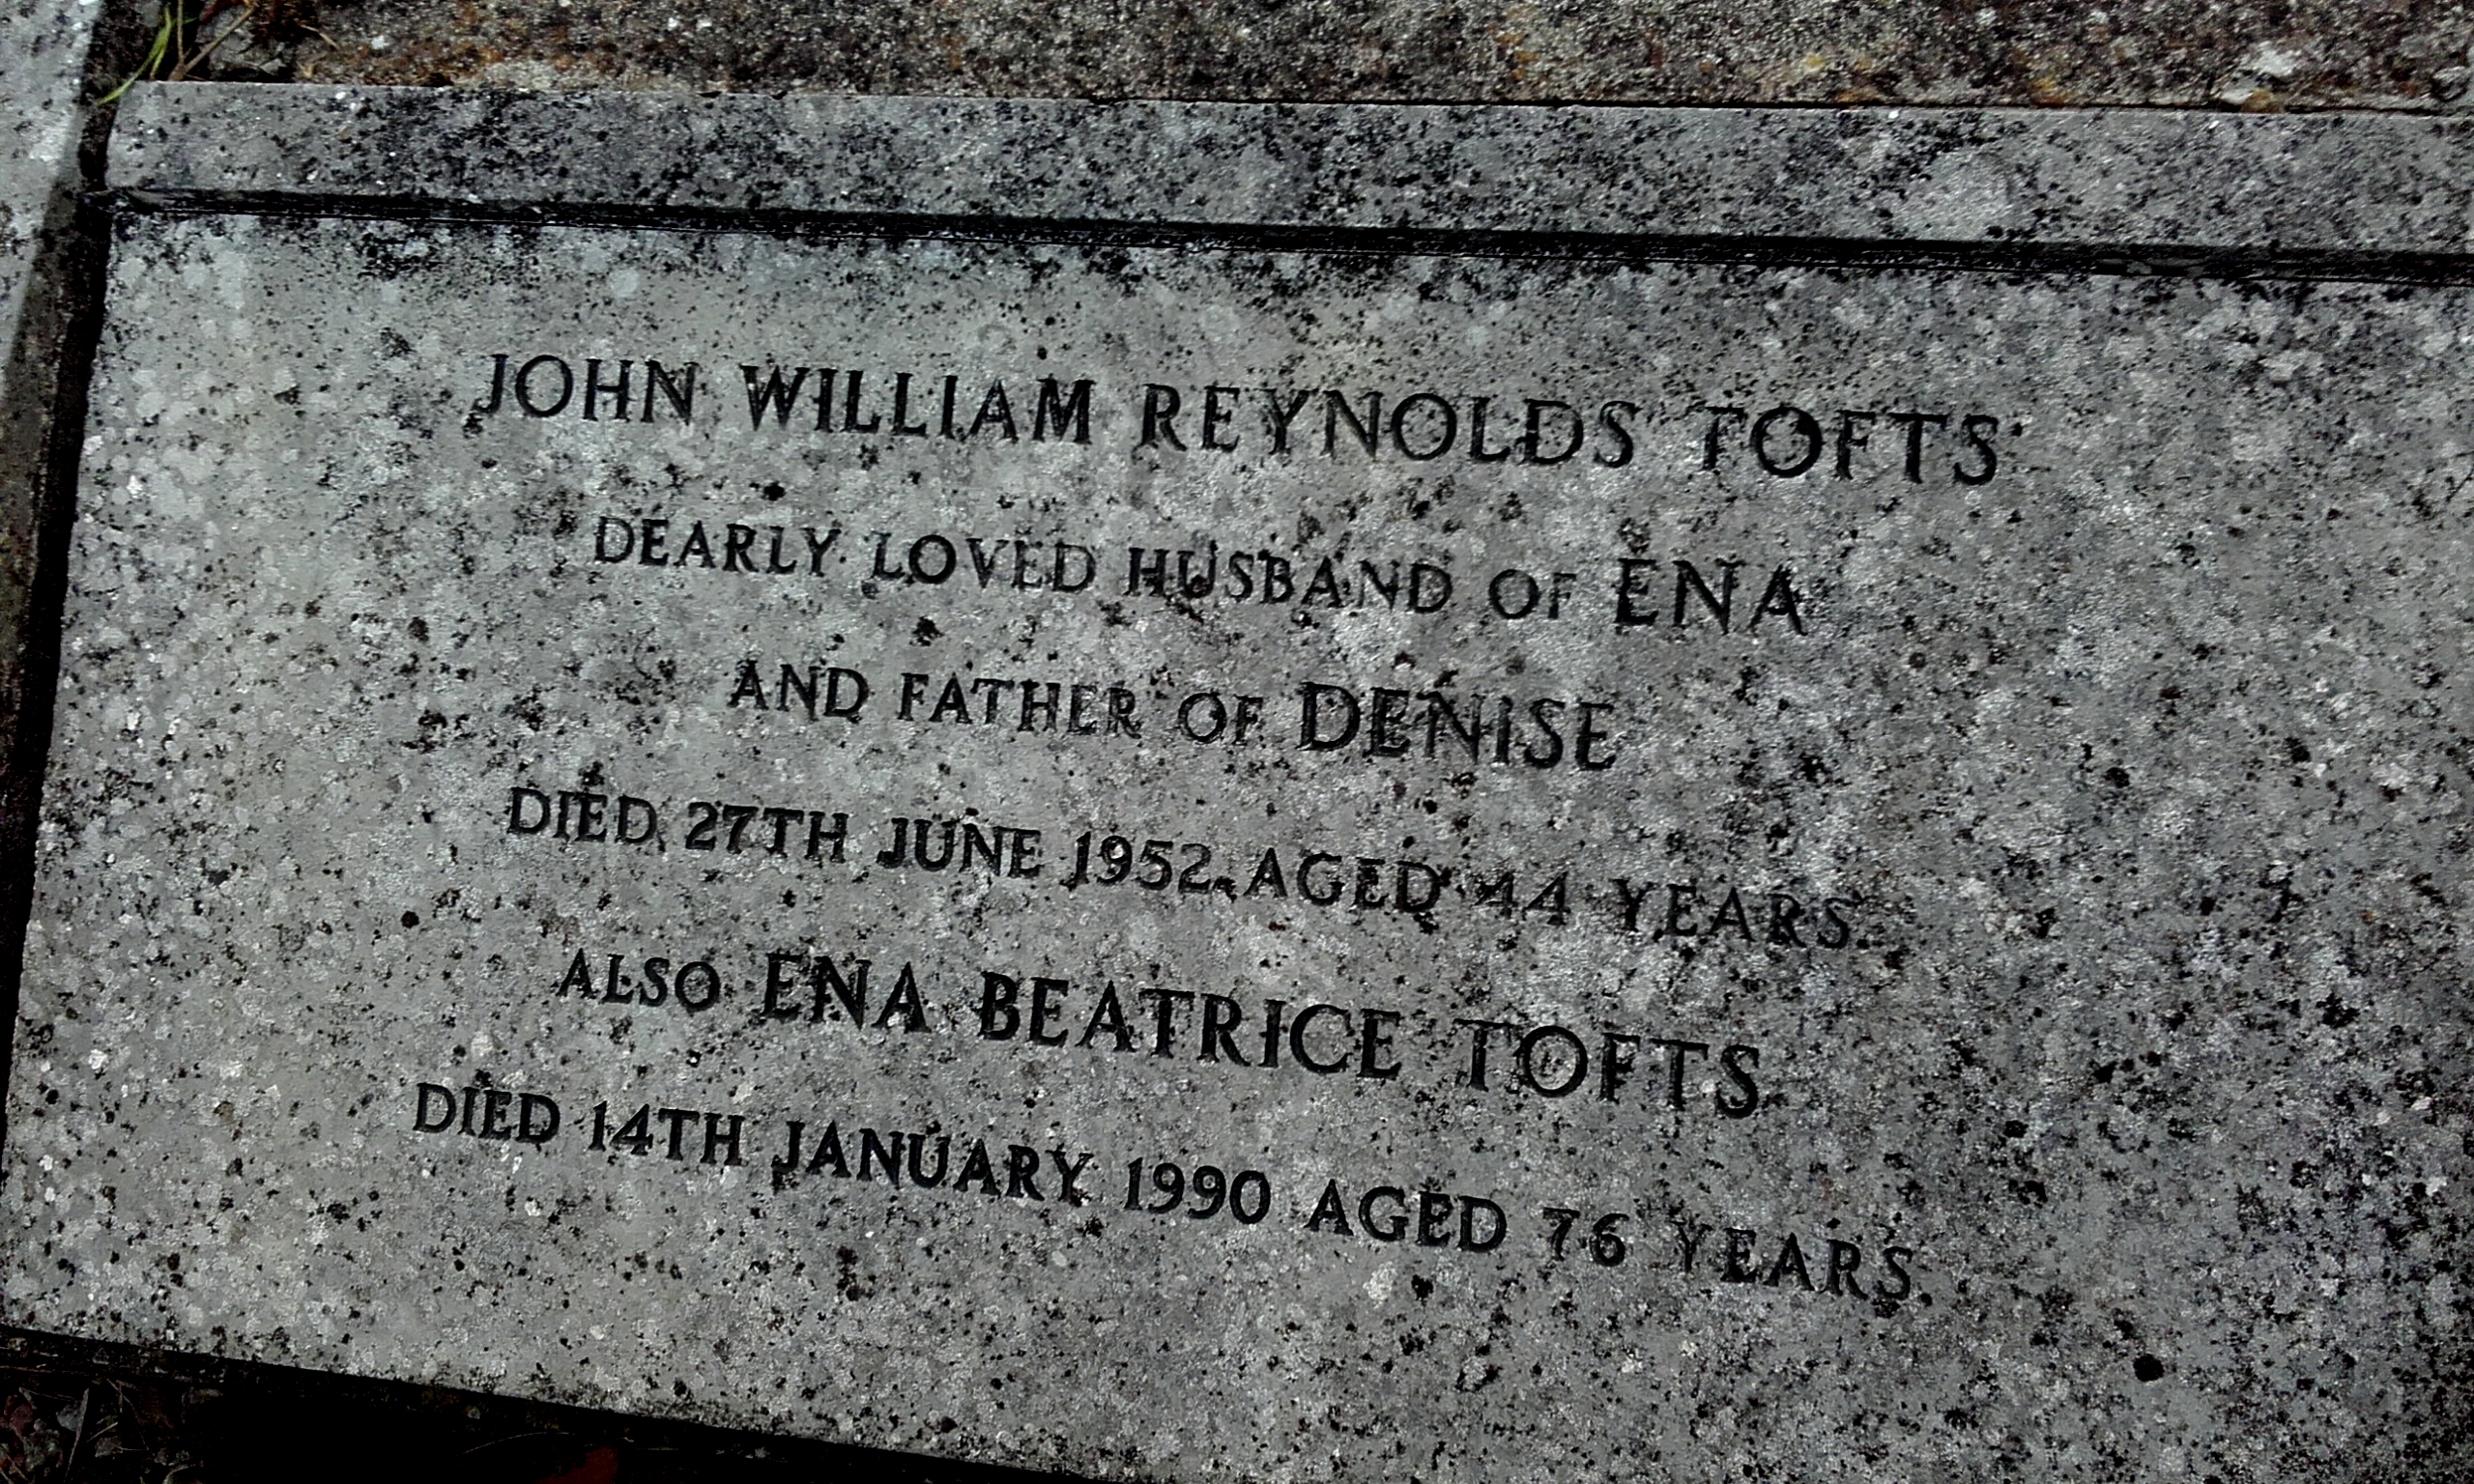 JOHN WILLIAM REYNOLDS TOFTS
DEARLY LOVED HUSBAND OF ENA
AND FATHER OF DENISE
DIED 27TH JUNE 1952, AGED 44 YEARS.
ALSO ENA BEATRICE TOFTS
DIED 14TH JANUARY 1990 AGED 76 YEARS.